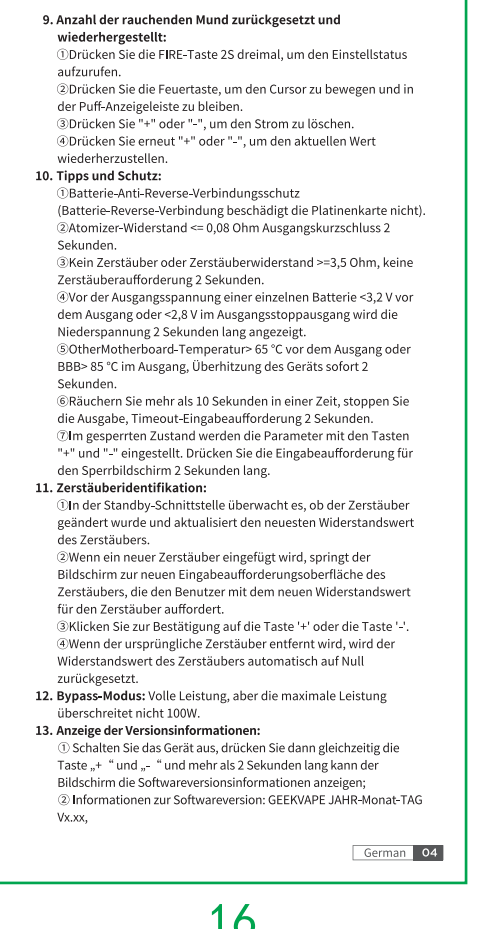 9. Anzahl der rauchenden Mund zurückgesetzt und
wiederhergestellt:
①Drücken Sie die FIRE-Taste 2S dreimal, um den Einstellstatus
aufzurufen.
②Drücken Sie die Feuertaste, um den Cursor zu bewegen und in
der Puff-Anzeigeleiste zu bleiben.
③Drücken Sie "+" oder "-", um den Strom zu löschen.
④Drücken Sie erneut "+" oder "-", um den aktuellen Wert
wiederherzustellen.
10. Tipps und Schutz:
①Batterie-Anti-Reverse-Verbindungsschutz
(Batterie-Reverse-Verbindung beschädigt die Platinenkarte nicht).
②Atomizer-Widerstand <= 0,08 Ohm Ausgangskurzschluss 2
Sekunden.
③Kein Zerstäuber oder Zerstäuberwiderstand >=3,5 Ohm, keine
Zerstäuberaufforderung 2 Sekunden.
④Vor der Ausgangsspannung einer einzelnen Batterie <3,2 V vor
dem Ausgang oder <2,8 V im Ausgangsstoppausgang wird die
Niederspannung 2 Sekunden lang angezeigt.
⑤OtherMotherboard-Temperatur> 65 °C vor dem Ausgang oder
BBB> 85 °C im Ausgang, Überhitzung des Geräts sofort 2
Sekunden.
⑥Räuchern Sie mehr als 10 Sekunden in einer Zeit, stoppen Sie
die Ausgabe, Timeout-Eingabeaufforderung 2 Sekunden.
⑦Im gesperrten Zustand werden die Parameter mit den Tasten
"+" und "-" eingestellt. Drücken Sie die Eingabeaufforderung für
den Sperrbildschirm 2 Sekunden lang.
11. Zerstäuberidentifikation:
①In der Standby-Schnittstelle überwacht es, ob der Zerstäuber
geändert wurde und aktualisiert den neuesten Widerstandswert
des Zerstäubers.
②Wenn ein neuer Zerstäuber eingefügt wird, springt der
Bildschirm zur neuen Eingabeaufforderungsoberfläche des
Zerstäubers, die den Benutzer mit dem neuen Widerstandswert
für den Zerstäuber auffordert.
③Klicken Sie zur Bestätigung auf die Taste '+' oder die Taste '-'.
④Wenn der ursprüngliche Zerstäuber entfernt wird, wird der
Widerstandswert des Zerstäubers automatisch auf Null
zurückgesetzt.
12. Bypass-Modus: Volle Leistung, aber die maximale Leistung
überschreitet nicht 100W.
13. Anzeige der Versionsinformationen:
① Schalten Sie das Gerät aus, drücken Sie dann gleichzeitig die
Taste „+ “ und „- “ und mehr als 2 Sekunden lang kann der
Bildschirm die Softwareversionsinformationen anzeigen;
② Informationen zur Softwareversion: GEEKVAPE JAHR-Monat-TAG
Vx.xx,
German 04
16